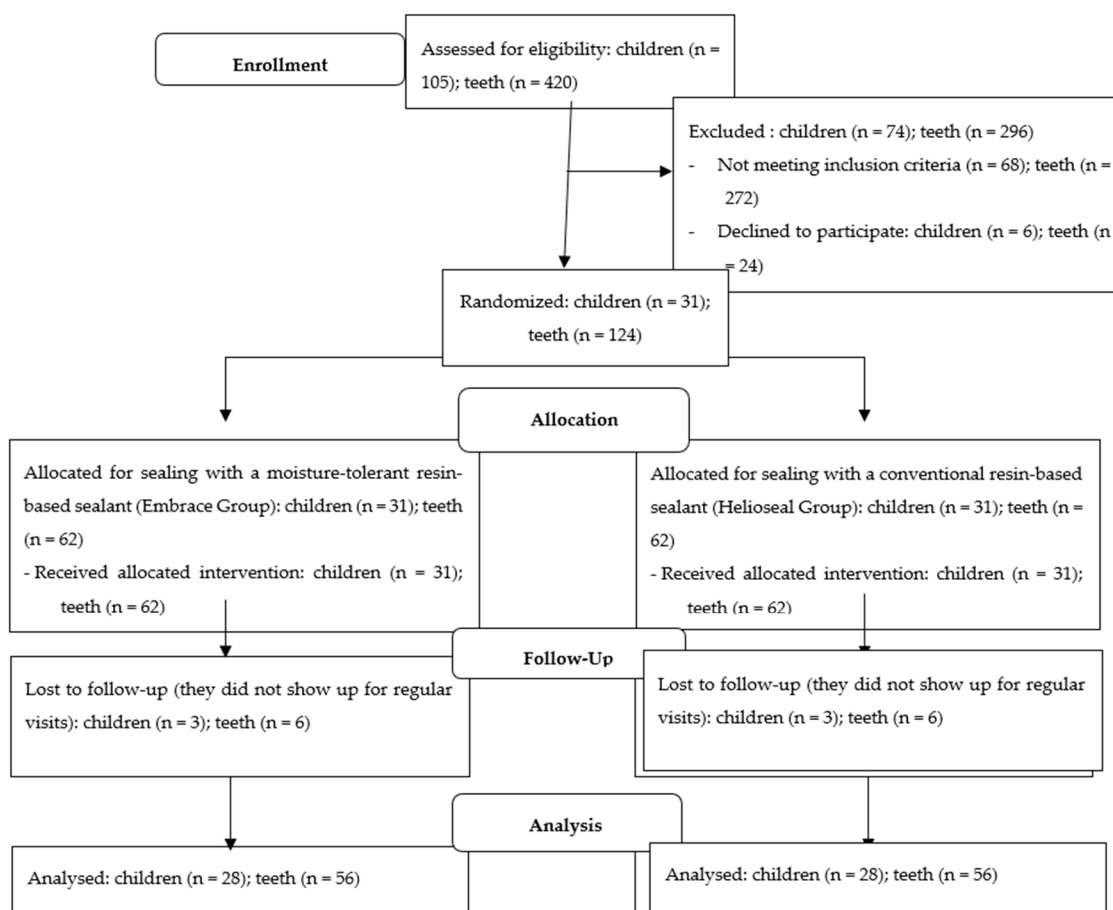 Enrollment
Assessed for eligibility: children (n =
105); teeth (n = 420)
Excluded : children (n = 74); teeth (n = 296)
- Not meeting inclusion criteria (n = 68); teeth (n =
272)
- Declined to participate: children (n = 6); teeth (n
= 24)
Randomized: children (n = 31);
teeth (n = 124)
Allocation
Allocated for sealing with a moisture-tolerant resin-
based sealant (Embrace Group): children (n = 31); teeth
(n = 62)
- Received allocated intervention: children (n = 31);
teeth (n = 62)
Allocated for sealing with a conventional resin-based
sealant (Helioseal Group): children (n = 31); teeth (n =
62)
- Received allocated intervention: children (n = 31);
teeth (n = 62)
Follow-Up
Lost to follow-up (they did not show up for regular
visits): children (n = 3); teeth (n = 6)
Lost to follow-up (they did not show up for regular
visits): children (n = 3); teeth (n = 6)
Analysis
Analysed: children (n = 28); teeth (n = 56)
Analysed: children (n = 28); teeth (n = 56)